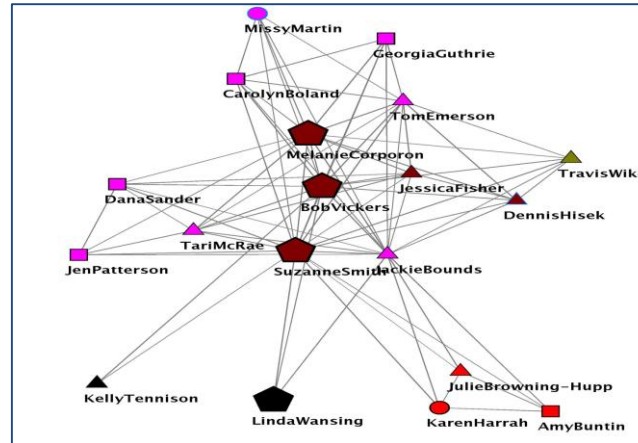 MissyMartin
GeorgiaGuthrie
CarolynBoland
TomEmerson
MelanieCorporon
TravisWike
JessicaFisher
DanaSander
BobVickers
DennisHisek
TariMcRae
JenPatterson
SuzanneSmith
JackieBounds
JulieBrowning-Hupp
KellyTennison
KarenHarrah
AmyBuntin
LindaWansing